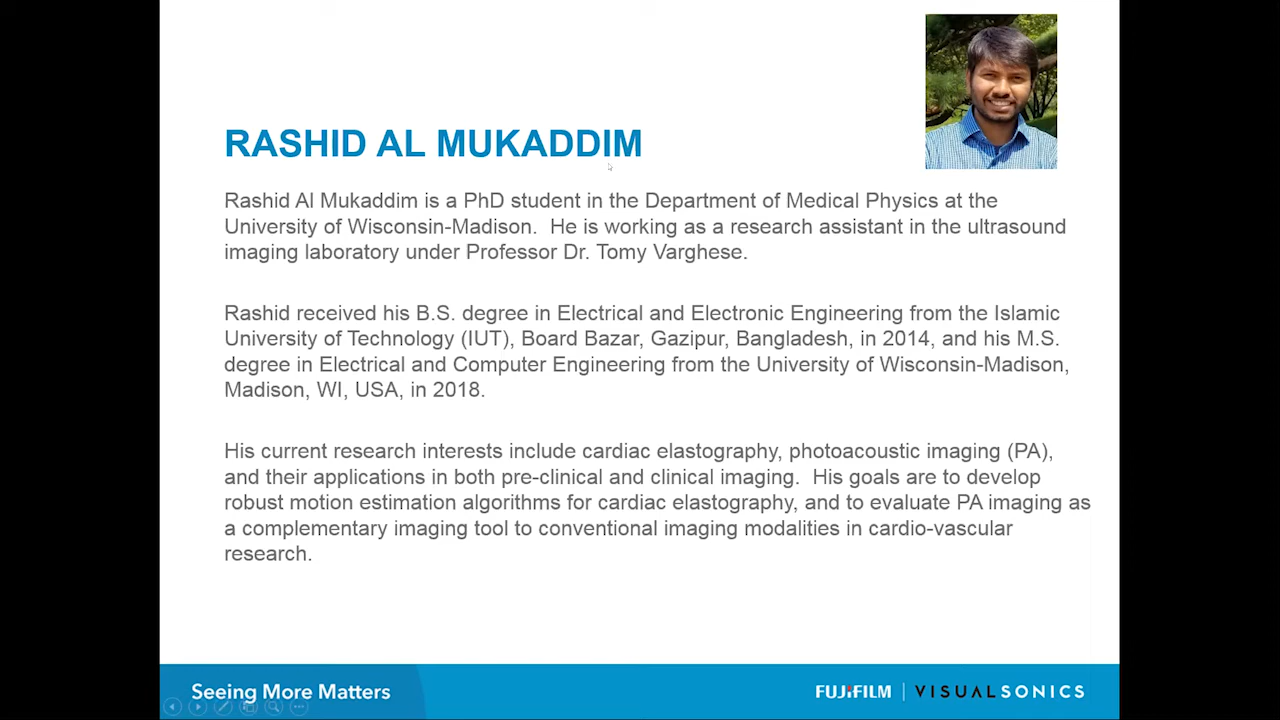 RASHID AL MUKADDIM
Rashid Al Mukaddim is a PhD student in the Department of Medical Physics at the
University of Wisconsin-Madison.  He is working as a research assistant in the ultrasound
imaging laboratory under Professor Dr. Tomy Varghese.
Rashid received his B.S. degree in Electrical and Electronic Engineering from the Islamic
University of Technology (IUT), Board Bazar, Gazipur, Bangladesh, in 2014, and his M.S.
degree in Electrical and Computer Engineering from the University of Wisconsin-Madison,
Madison, WI, USA, in 2018.
His current research interests include cardiac elastography, photoacoustic imaging (PA),
and their applications in both pre-clinical and clinical imaging.  His goals are to develop
robust motion estimation algorithms for cardiac elastography, and to evaluate PA imaging as
a complementary imaging tool to conventional imaging modalities in cardio-vascular
research.
Seeing More Matters
FUJIFILM | VISUALSONICS